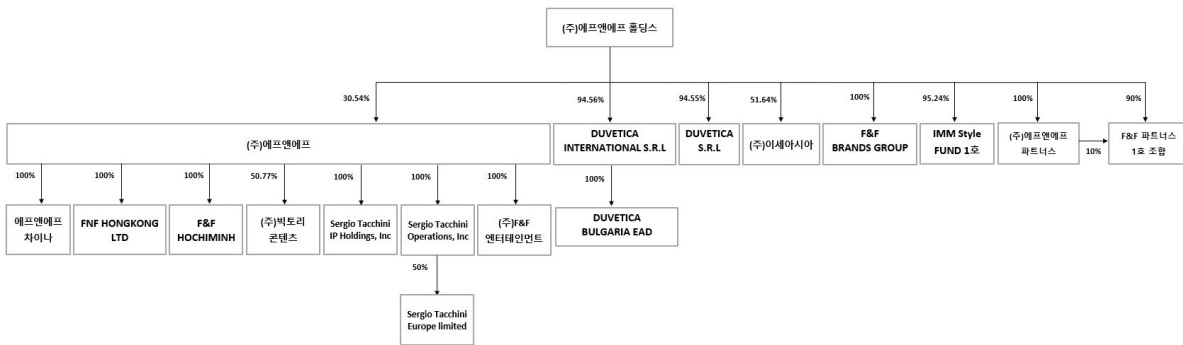 (주)에프앤에프 홀딩스
30.54%
94.56%
94.55%
51.64%
100%
95.24%
100%
90%
(주)에프앤에프
DUVETICA
INTERNATIONAL S.R.L
DUVETICA
S.R.L
(주)이세아시아
F&F
BRANDS GROUP
IMM Style
FUND 1호
(주)에프앤에프
파트너스
10%
F&F 파트너스
1호 조합
100%
100%
100%
50.77%
100%
100%
100%
100%
에프앤에프
차이나
FNF HONGKONG
LTD
F&F
HOCHIMINH
(주)빅토리
콘텐츠
Sergio Tacchini
IP Holdings, Inc
Sergio Tacchini
Operations, Inc
(주)F&F
엔터테인먼트
DUVETICA
BULGARIA EAD
50%
Sergio Tacchini
Europe limited